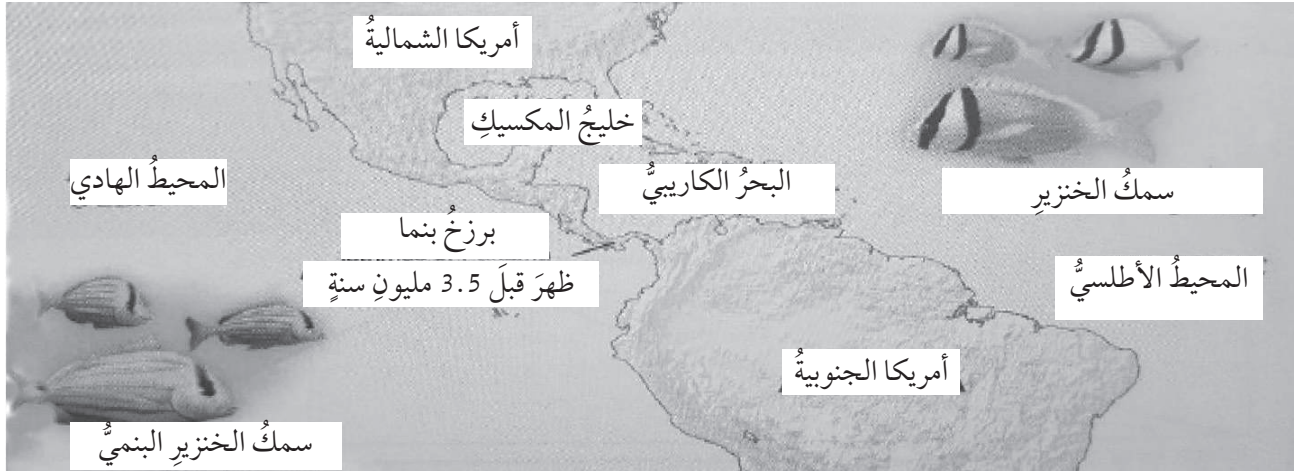 أمريكا الشماليةُ
خليجُ المكسيكِ
البحرُ الكاريبيُّ
المحيطُ الهادي
سمكُ الخنزيرِ
برزخُ بنما
ظهرَ قبلَ 3.5 مليونِ سنةٍ
المحيطُ الأطلسيُّ
أمريكا الجنوبيةُ
سمكُ الخنزيرِ البنميُّ